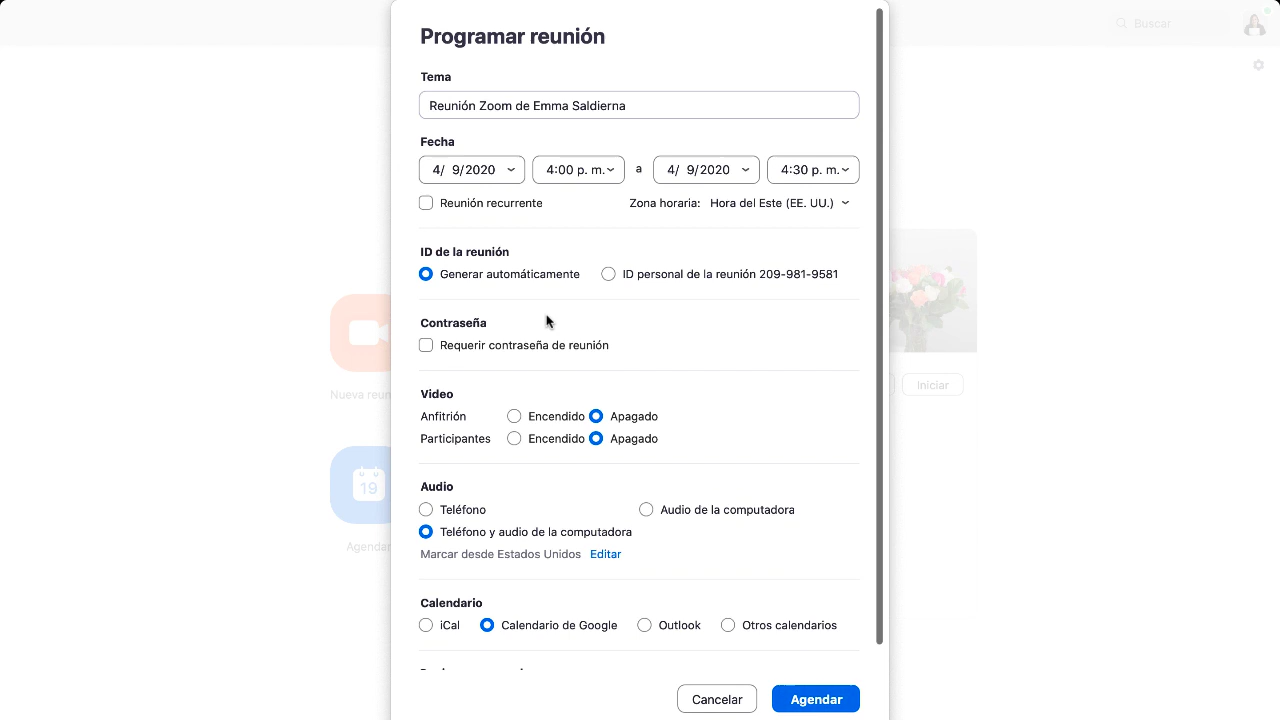 Buscar
Programar reunión
Tema
Reunión Zoom de Emma Saldierna
Fecha
4/ 9/2020 4:00 p. m. a 4/ 9/2020 4:30 p. m.
Reunión recurrente Zona horaria: Hora del Este (EE. UU.)
ID de la reunión
Generar automáticamente ID personal de la reunión 209-981-9581
Contraseña
Requerir contraseña de reunión
Video
Nueva reun Iniciar
Anfitrión Encendido Apagado
Participantes Encendido Apagado
Audio
19
Teléfono Audio de la computadora
Teléfono y audio de la computadora
Agendar
Marcar desde Estados Unidos Editar
Calendario
iCal Calendario de Google Outlook Otros calendarios
Cancelar Agendar